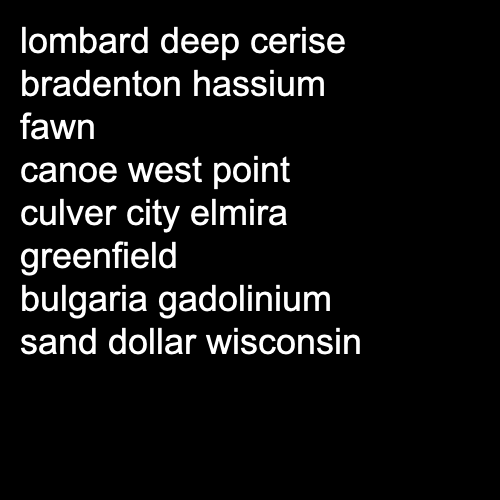 lombard deep cerise
bradenton hassium
fawn
canoe west point
culver city elmira
greenfield
bulgaria gadolinium
sand dollar wisconsin